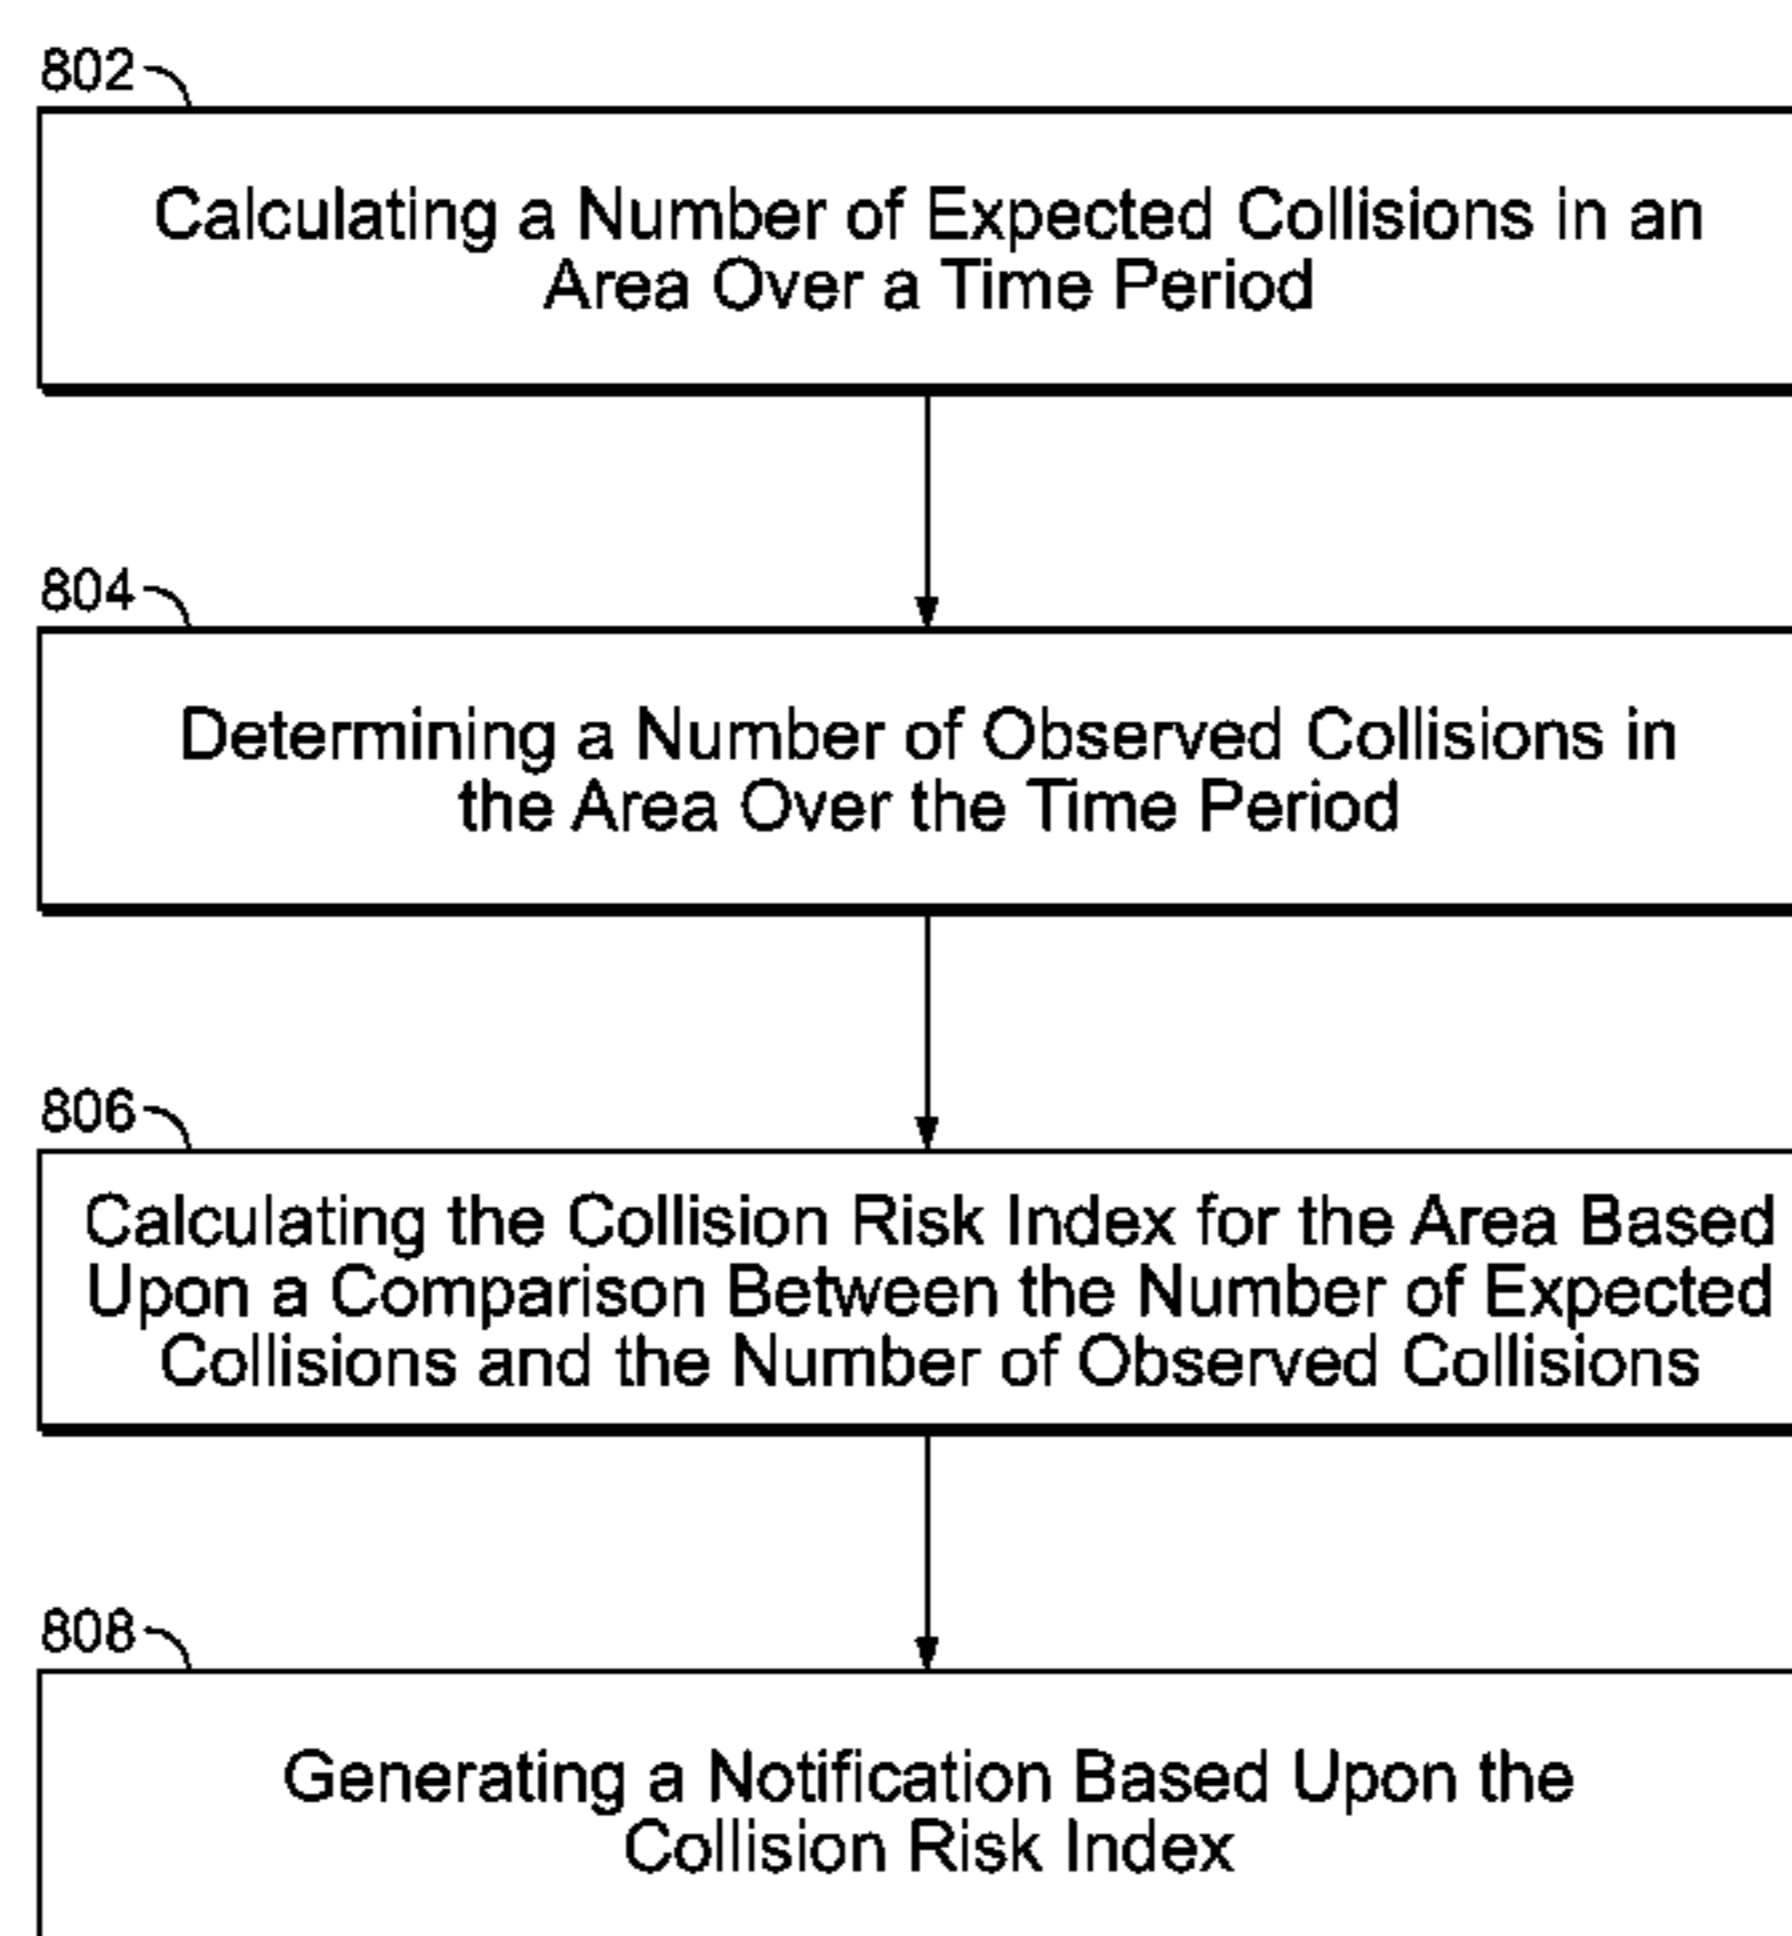 802
Calculating a Number of Expected Collisions in an
Area Over a Time Period
804
Determining a Number of Observed Collisions in
the Area Over the Time Period
806
Calculating the Collision Risk Index for the Area Based
Upon a Comparison Between the Number of Expected
Collisions and the Number of Observed Collisions
808
Generating a Notification Based Upon the
Collision Risk Index